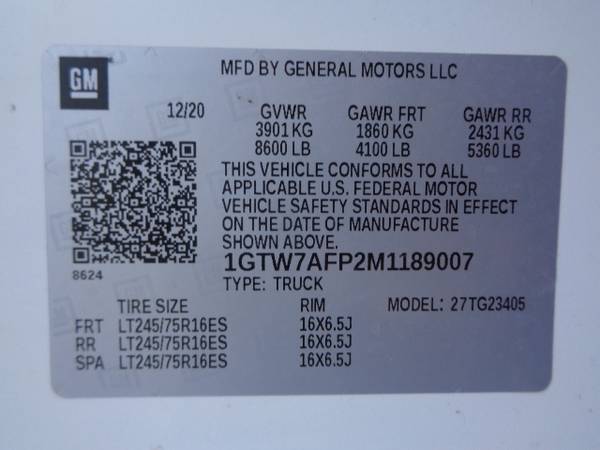 GM
MFD BY GENERAL MOTORS LLC
12/20 GVWR GAWR FRT GAWR RR
3901 KG 1860 KG 2431 KG
8600 LB 4100 LB 5360 LB
THIS VEHICLE CONFORMS TO ALL
APPLICABLE U.S. FEDERAL MOTOR
VEHICLE SAFETY STANDARDS IN EFFECT
ON THE DATE OF MANUFACTURE
SHOWN ABOVE.
8624
1GTW7AFP2M1189007
TYPE: TRUCK
TIRE SIZE RIM MODEL: 27TG23405
FRT LT245/75R16ES 16X6.5J
RR LT245/75R16ES 16X6.5J
SPA LT245/75R16ES 16X6.5J